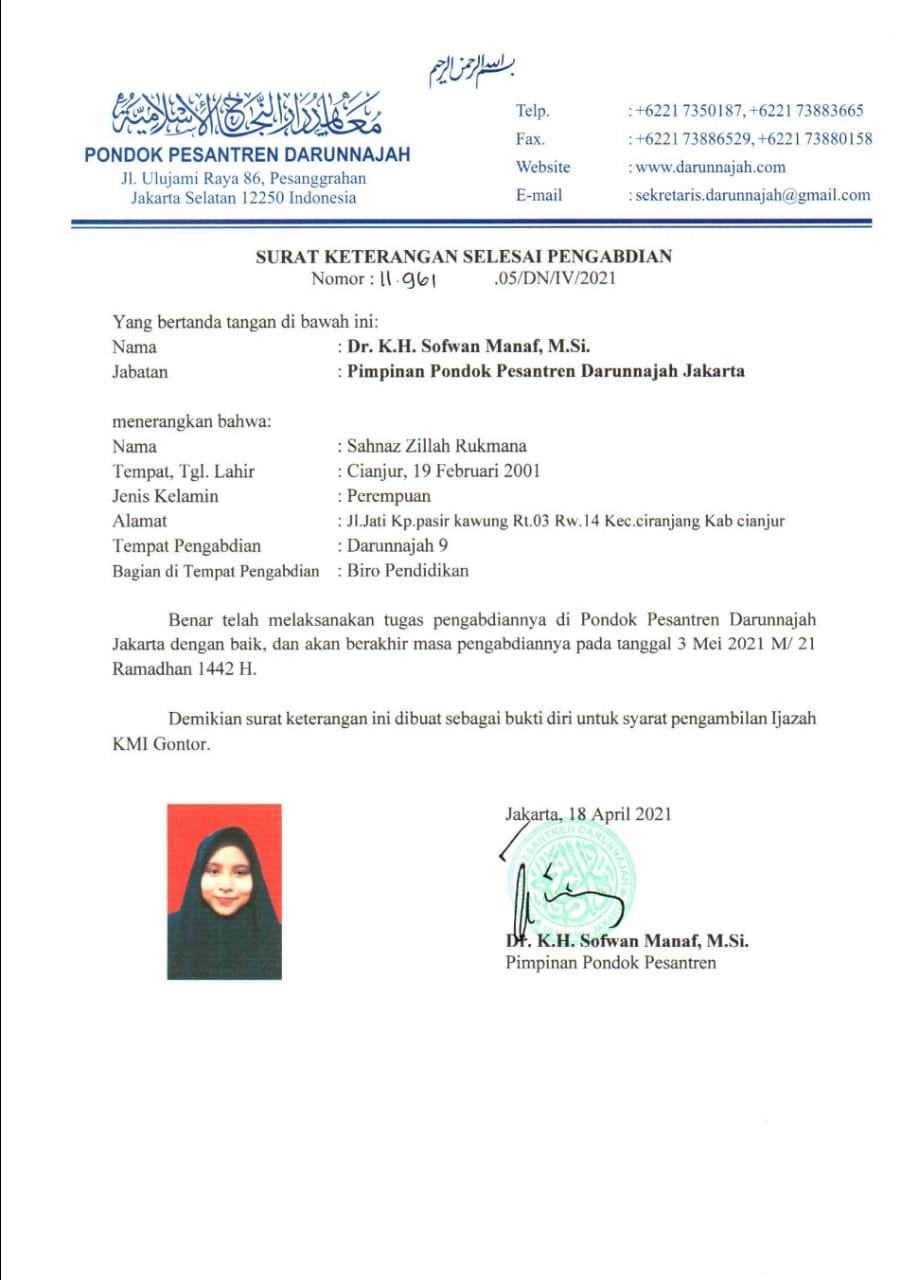 بسم الله الرحمن الرحيم
معهد دار النجاح الإسلامية
PONDOK PESANTREN DARUNNAJAH
Jl. Ulujami Raya 86, Pesanggrahan
Jakarta Selatan 12250 Indonesia
Telp. : +6221 7350187, +6221 73883665
Fax. : +6221 73886529, +6221 73880158
Website : www.darunnajah.com
E-mail : sekretaris.darunnajah@gmail.com
SURAT KETERANGAN SELESAI PENGABDIAN
Nomor : 11.961 .05/DN/IV/2021
Yang bertanda tangan di bawah ini:
Nama : Dr. K.H. Sofwan Manaf, M.Si.
Jabatan : Pimpinan Pondok Pesantren Darunnajah Jakarta
menerangkan bahwa:
Nama : Sahnaz Zillah Rukmana
Tempat, Tgl. Lahir : Cianjur, 19 Februari 2001
Jenis Kelamin : Perempuan
Alamat : Jl.Jati Kp.pasir kawung Rt.03 Rw.14 Kec.ciranjang Kab cianjur
Tempat Pengabdian : Darunnajah 9
Bagian di Tempat Pengabdian : Biro Pendidikan
Benar telah melaksanakan tugas pengabdiannya di Pondok Pesantren Darunnajah
Jakarta dengan baik, dan akan berakhir masa pengabdiannya pada tanggal 3 Mei 2021 M/ 21
Ramadhan 1442 H.
Demikian surat keterangan ini dibuat sebagai bukti diri untuk syarat pengambilan Ijazah
KMI Gontor.
Jakarta, 18 April 2021
PESANTREN DARUNNAJAH
Dr. K.H. Sofwan Manaf, M.Si.
Pimpinan Pondok Pesantren